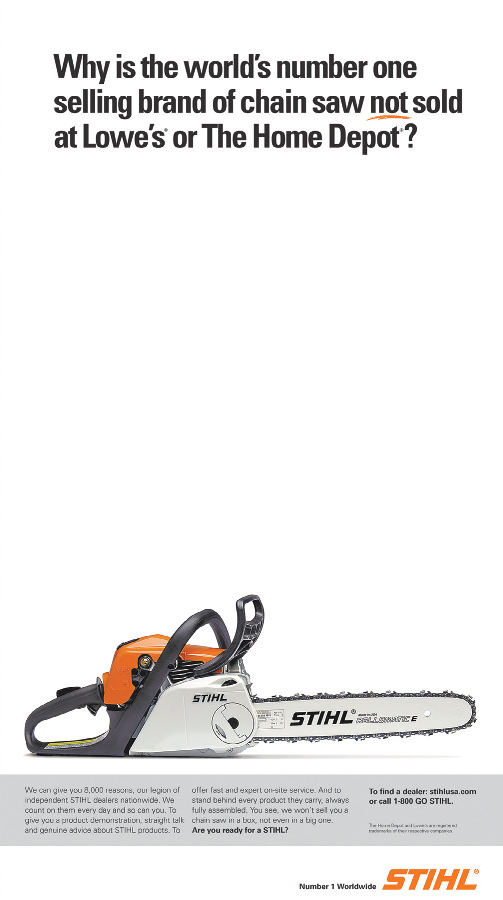 Why is the world's number one
selling brand of chain saw not sold
at Lowe's® or The Home Depot®?
STIHL
STIHL® ROLLOMATIC E
We can give you 8,000 reasons, our legion of
independent STIHL dealers nationwide. We
count on them every day and so can you. To
give you a product demonstration, straight talk
and genuine advice about STIHL products. To
offer fast and expert on-site service. And to
stand behind every product they carry, always
fully assembled. You see, we won't sell you a
chain saw in a box, not even in a big one.
Are you ready for a STIHL?
To find a dealer: stihlusa.com
or call 1-800 GO STIHL.
The Home Depot and Lowe's are registered
trademarks of their respective companies.
Number 1 Worldwide STIHL®